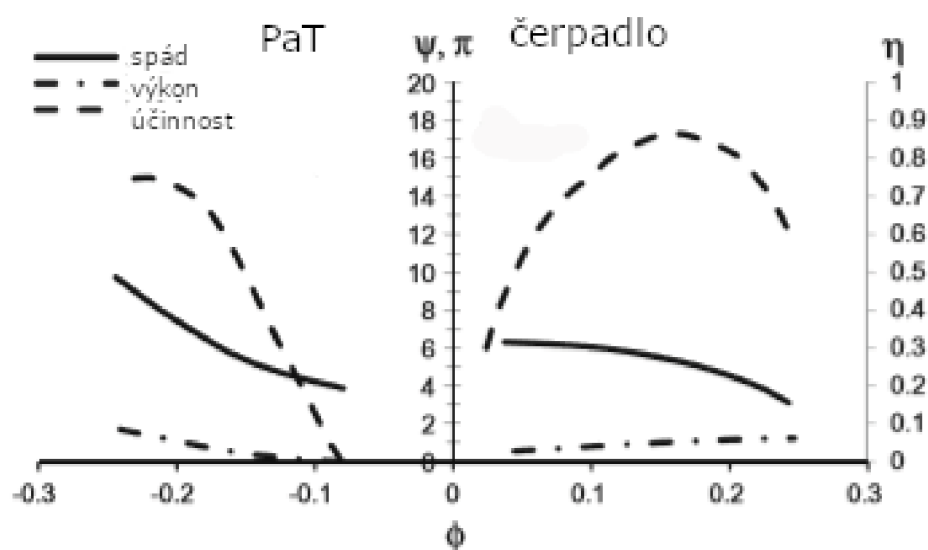 PaT
čerpadlo
spád
výkon
účinnost
ψ, π
η
20
18
16
14
12
10
8
6
4
2
0
1
0.9
0.8
0.7
0.6
0.5
0.4
0.3
0.2
0.1
0
-0.3 -0.2 -0.1 0 0.1 0.2 0.3
ϕ